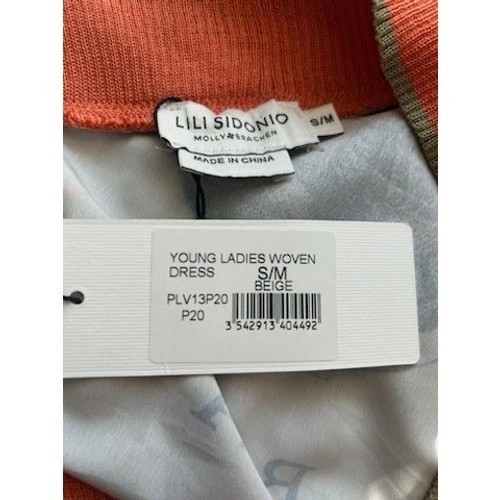 LILI SIDONIO
MOLLY BRACKEN
S/M
MADE IN CHINA
YOUNG LADIES WOVEN
DRESS S/M
BEIGE
PLV13P20
P20
3 542913 404492